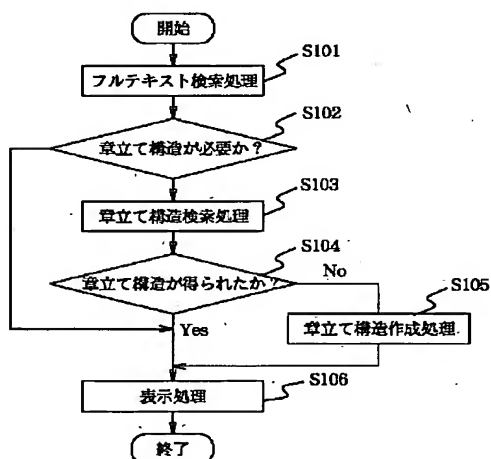 開始
S101
フルテキスト検索処理
S102
章立て構造が必要か?
S103
章立て構造検索処理
S104
章立て構造が得られたか?
No
S105
Yes
章立て構造作成処理
S106
表示処理
終了